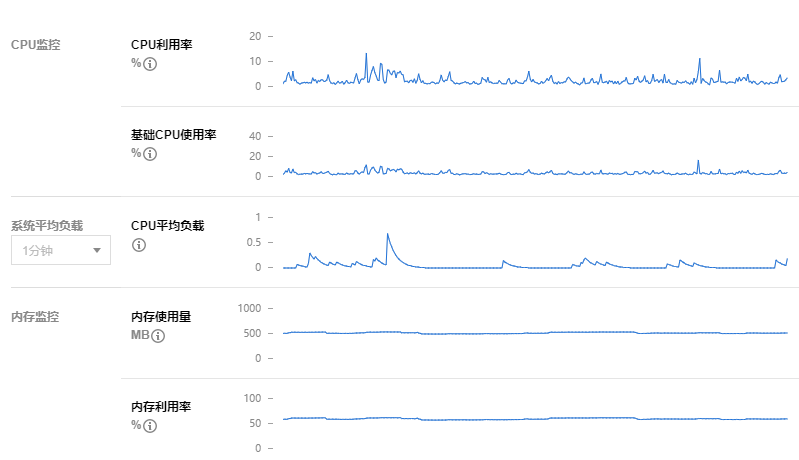 CPU监控
CPU利用率
%
20
10
0
基础CPU使用率
%
40
20
0
系统平均负载
1分钟
CPU平均负载
1
0.5
0
内存监控
内存使用量
MB
1000
500
0
内存利用率
%
100
50
0